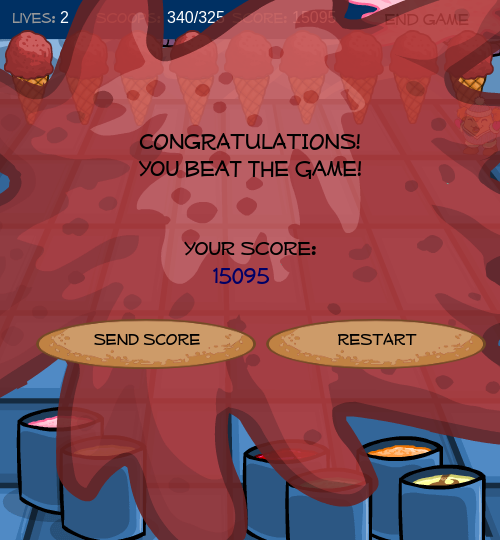 LIVES: 2 SCOOPS: 340/325 SCORE: 15095 END GAME
CONGRATULATIONS!
YOU BEAT THE GAME!
YOUR SCORE:
15095
SEND SCORE RESTART